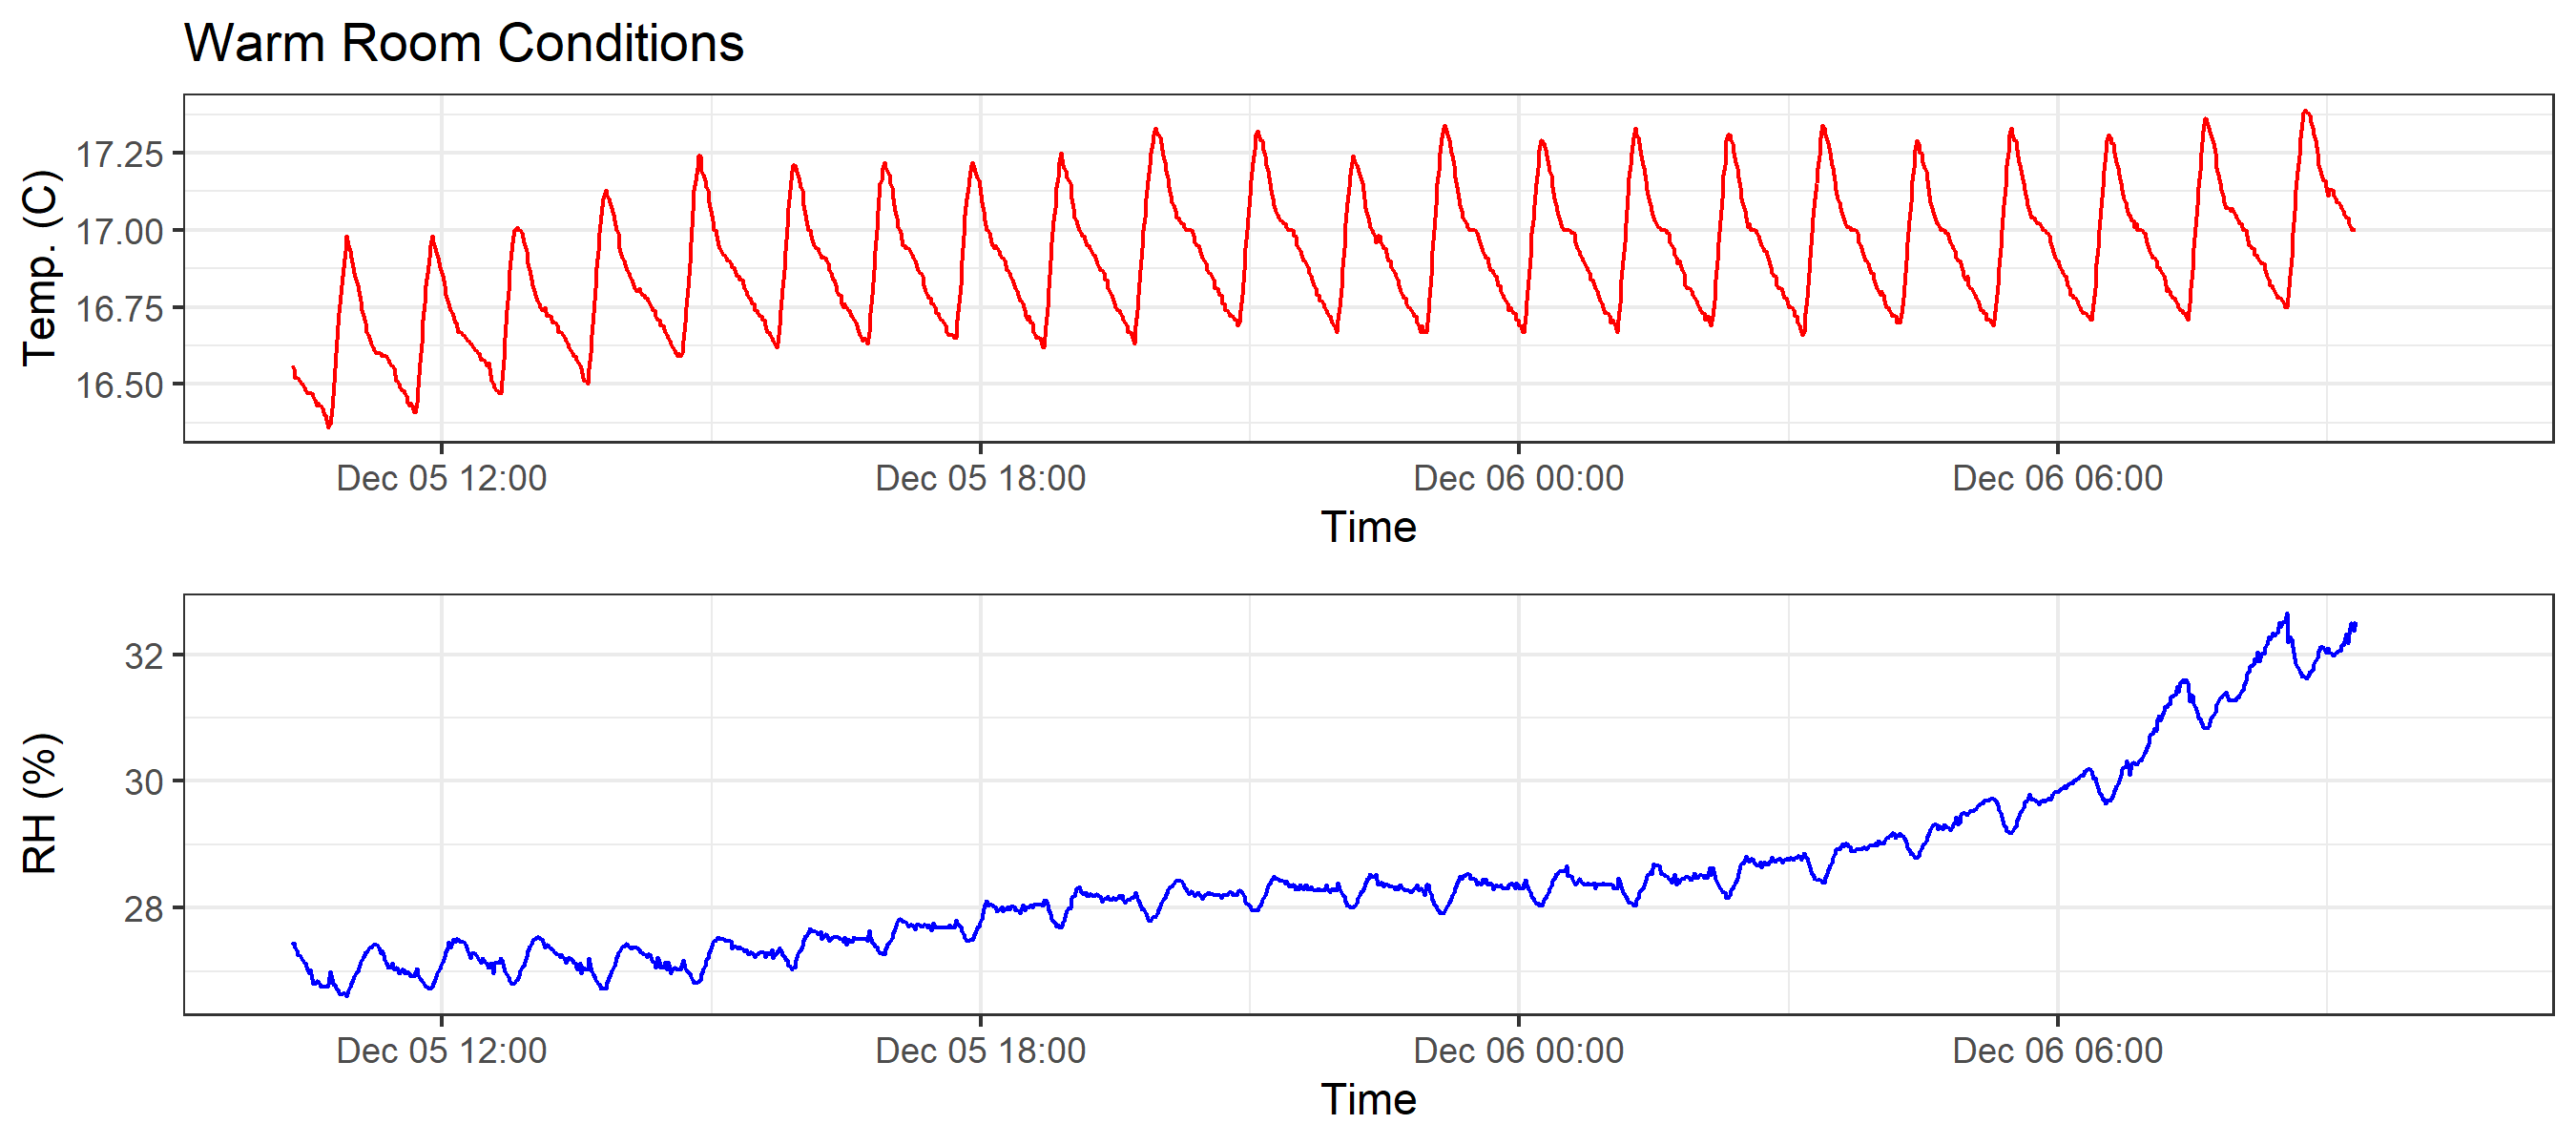 Warm Room Conditions
Temp. (C)
17.25
17.00
16.75
16.50
Dec 05 12:00 Dec 05 18:00 Dec 06 00:00 Dec 06 06:00
Time
RH (%)
32
30
28
Dec 05 12:00 Dec 05 18:00 Dec 06 00:00 Dec 06 06:00
Time